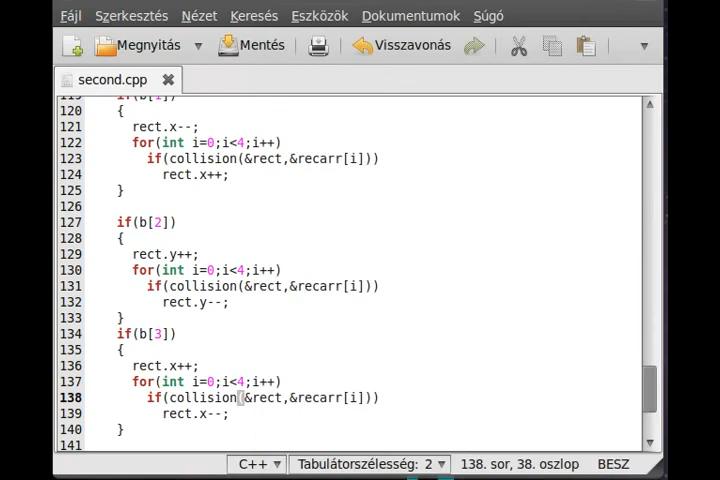 Fájl Szerkesztés Nézet Keresés Eszközök Dokumentumok Súgó
Megnyitás Mentés Visszavonás
second.cpp
119 if(b[1])
120 {
121 rect.x--;
122 for(int i=0;i<4;i++)
123 if(collision(&rect,&recarr[i]))
124 rect.x++;
125 }
126
127 if(b[2])
128 {
129 rect.y++;
130 for(int i=0;i<4;i++)
131 if(collision(&rect,&recarr[i]))
132 rect.y--;
133 }
134 if(b[3])
135 {
136 rect.x++;
137 for(int i=0;i<4;i++)
138 if(collision(&rect,&recarr[i]))
139 rect.x--;
140 }
141
C++ Tabulátorszélesség: 2 138. sor, 38. oszlop BESZ